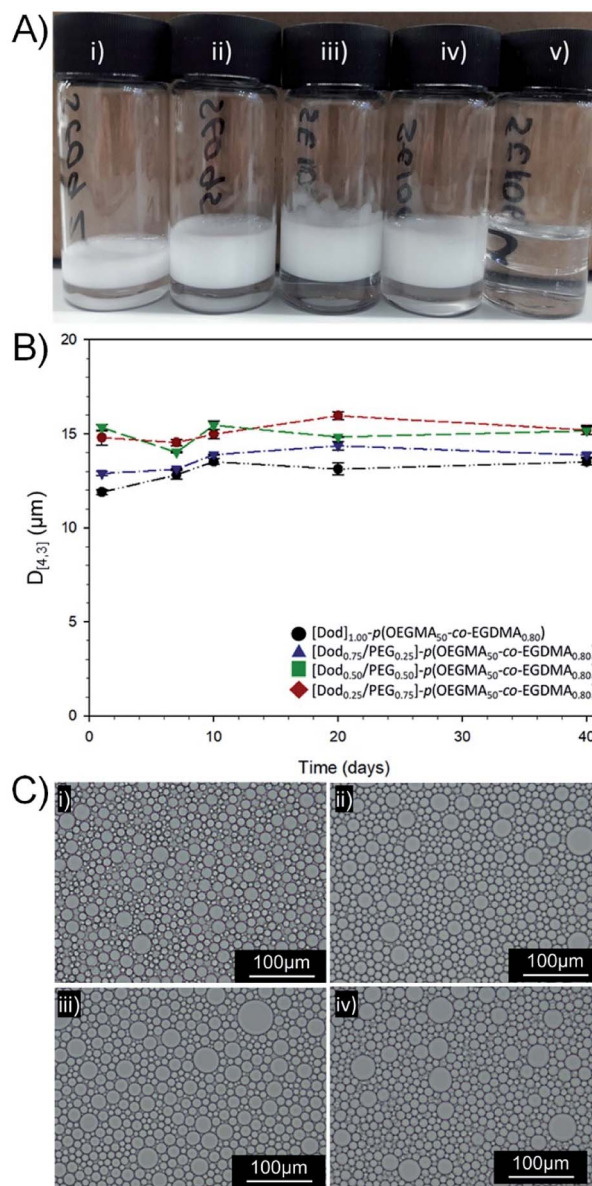 A)
i) ii) iii) iv) v)
B)
20
15
10
5
0
D[4,3] (µm)
[Dod]1.00-p(OEGMA50-co-EGDMA0.80)
[Dod0.75/PEG0.25]-p(OEGMA50-co-EGDMA0.80)
[Dod0.50/PEG0.50]-p(OEGMA50-co-EGDMA0.80)
[Dod0.25/PEG0.75]-p(OEGMA50-co-EGDMA0.80)
0 10 20 30 40
Time (days)
C)
i) ii)
100µm 100µm
iii) iv)
100µm 100µm